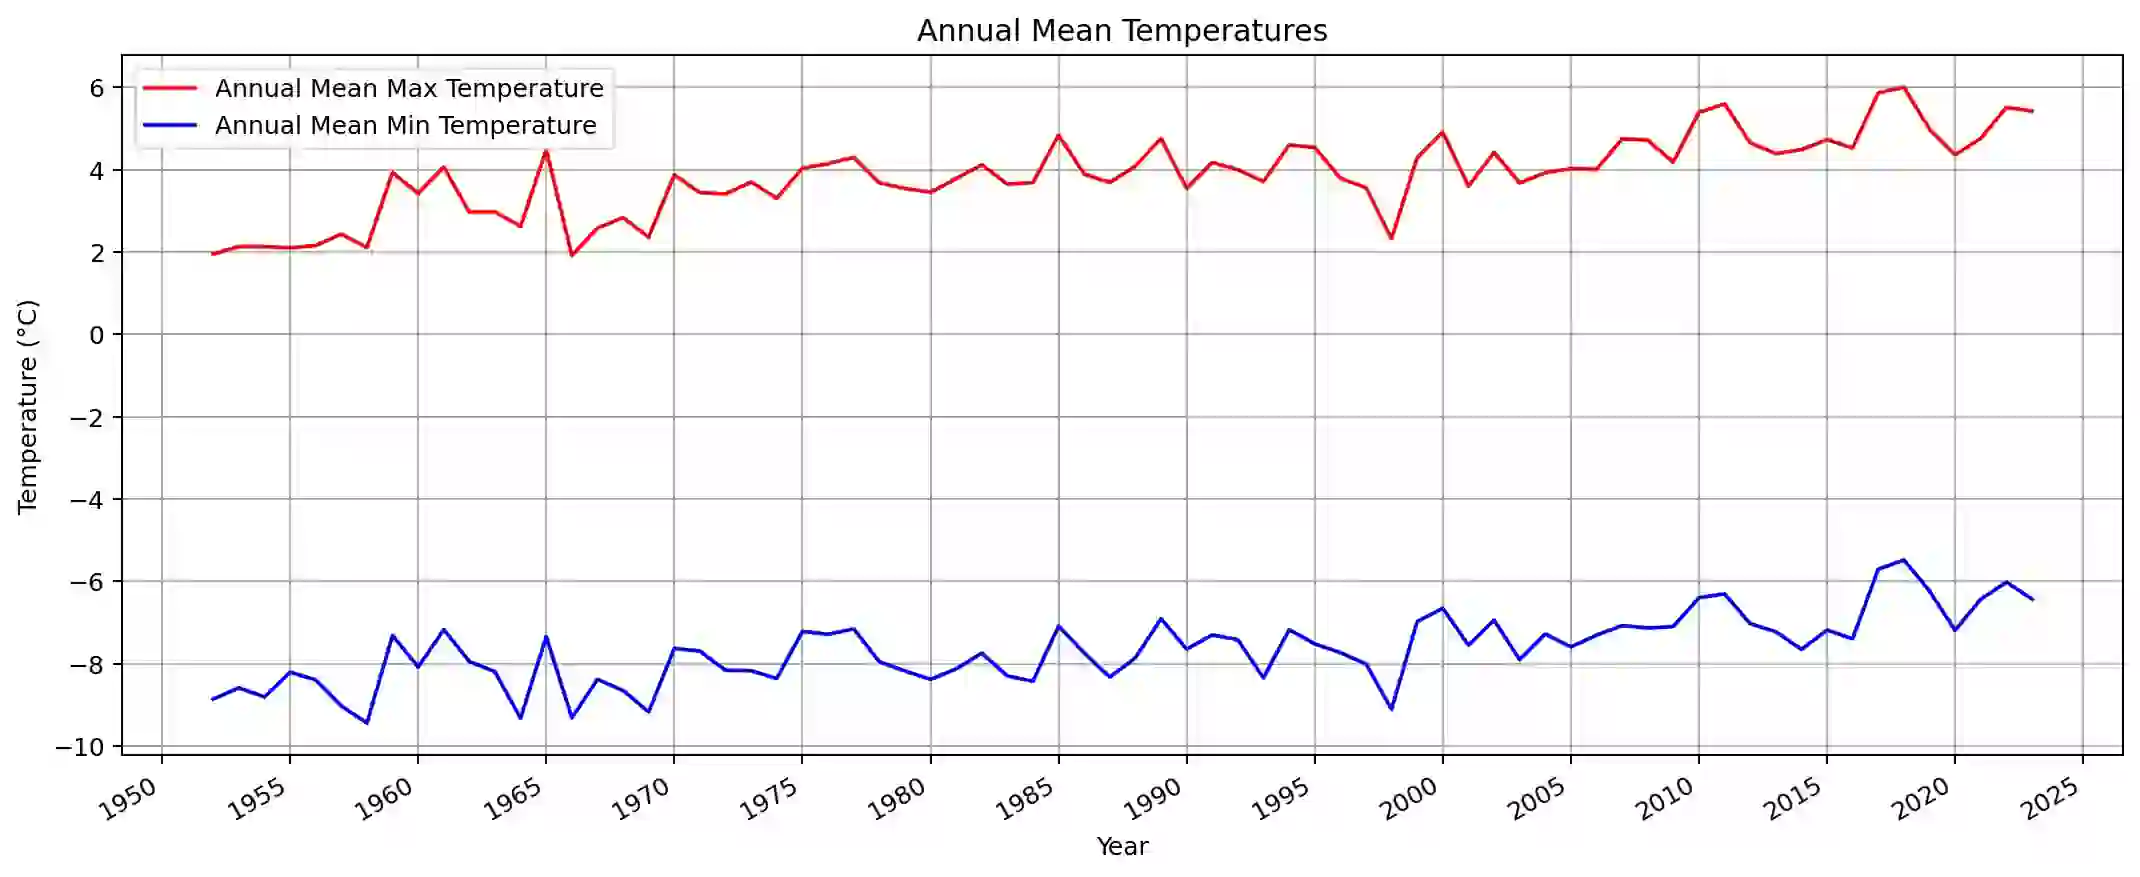 Annual Mean Temperatures
Annual Mean Max Temperature
Annual Mean Min Temperature
6
4
2
0
−2
−4
−6
−8
−10
Temperature (°C)
1950 1955 1960 1965 1970 1975 1980 1985 1990 1995 2000 2005 2010 2015 2020 2025
Year